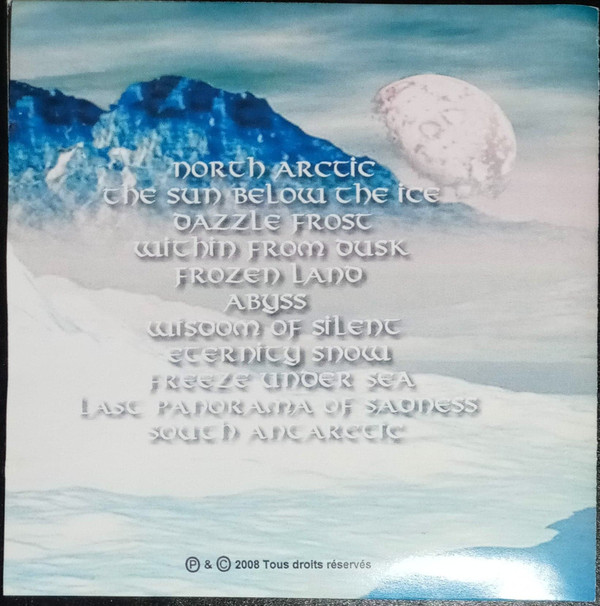 North Arctic
The Sun Below The Ice
Dazzle Frost
Within From Dusk
Frozen Land
Abyss
Wisdom Of Silent
Eternity Snow
Freeze Under Sea
Last Panorama Of Sadness
South Antarctic
Ⓟ & © 2008 Tous droits réservés